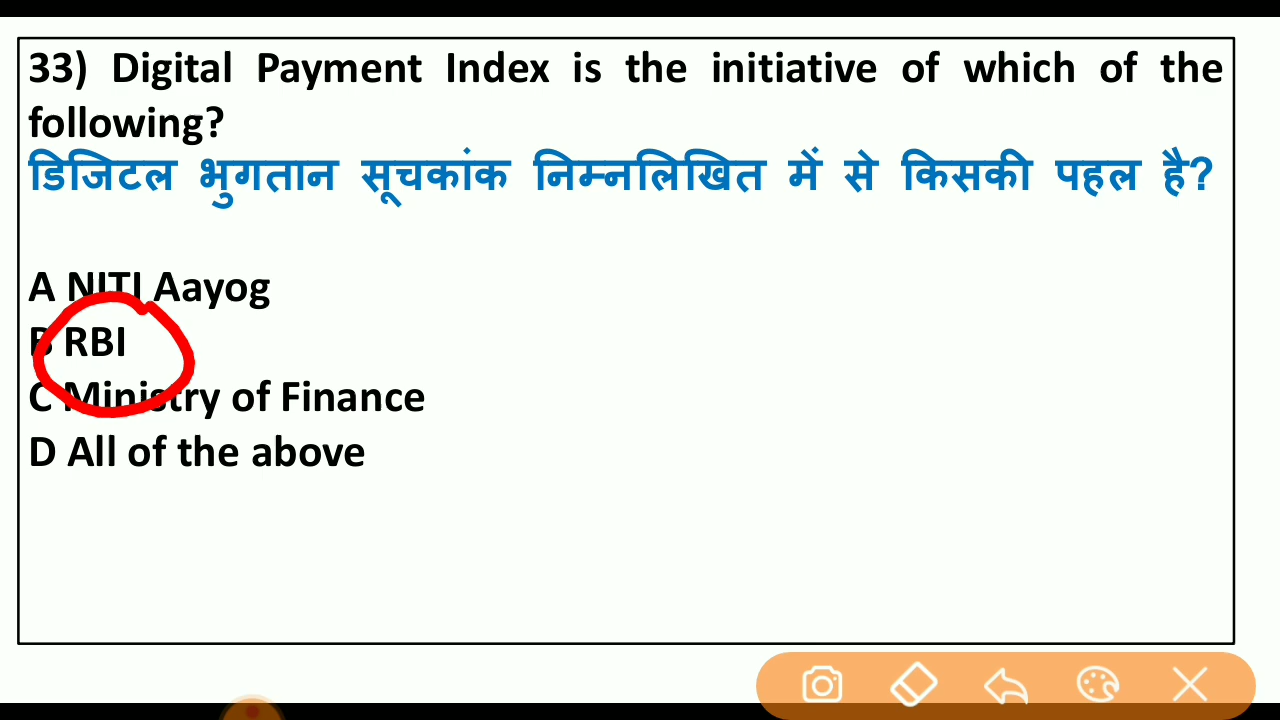 33) Digital Payment Index is the initiative of which of the
following?
डिजिटल भुगतान सूचकांक निम्नलिखित में से किसकी पहल है?
A NITI Aayog
B RBI
C Ministry of Finance
D All of the above